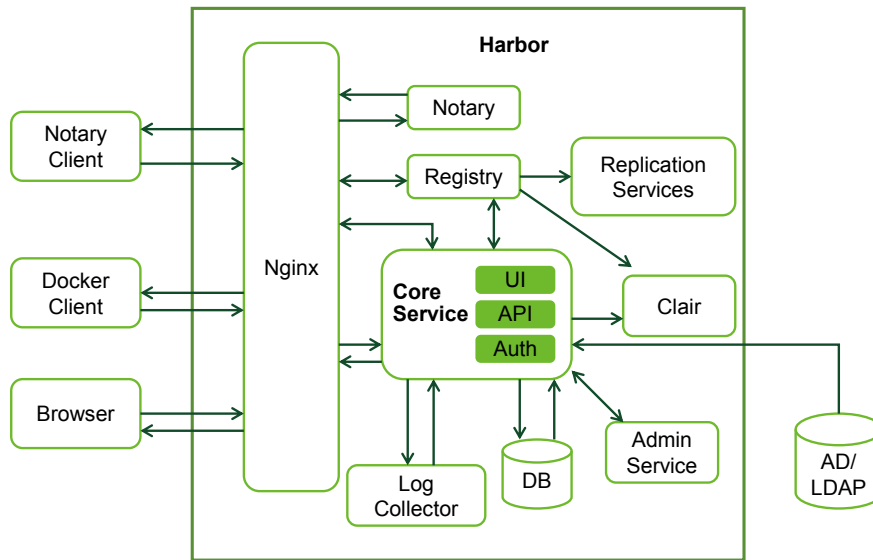 Harbor
Notary
Client
Notary
Registry
Replication
Services
Nginx
Docker
Client
Core
Service
UI
API
Auth
Clair
Browser
Log
Collector
DB
Admin
Service
AD/
LDAP